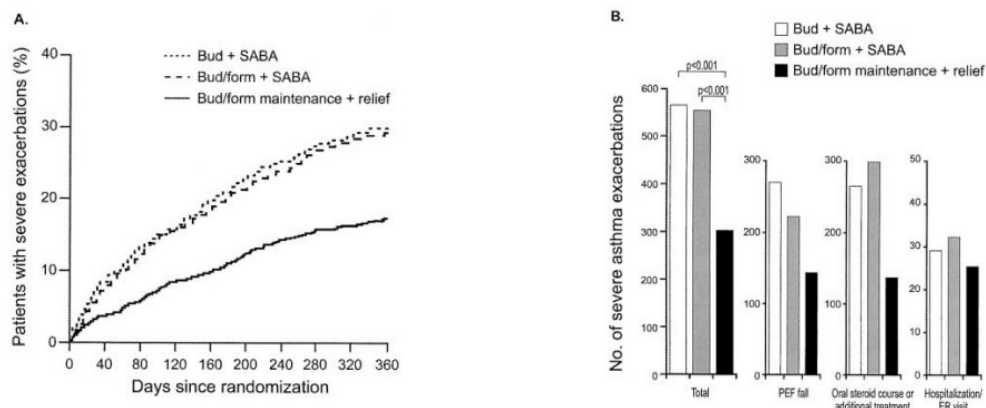 A.
Patients with severe exacerbations (%)
40
30
20
10
0
Bud + SABA
Bud/form + SABA
Bud/form maintenance + relief
0 40 80 120 160 200 240 280 320 360
Days since randomization
B.
Bud + SABA
Bud/form + SABA
Bud/form maintenance + relief
No. of severe asthma exacerbations
p<0.001
p<0.001
600
500
400
300
200
100
0
Total
300
200
100
0
PEF fall
300
200
100
0
Oral steroid course or
additional treatment
50
40
30
20
10
0
Hospitalization/
ER visit